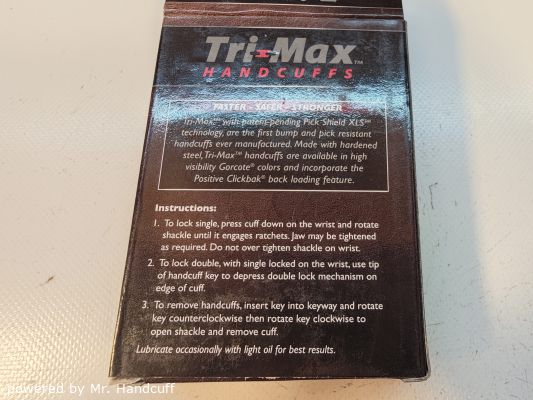 Tri-Max™
HANDCUFFS
FASTER - SAFER - STRONGER
Tri-Max™ with patent-pending Pick Shield XLS™
technology, are the first bump and pick resistant
handcuffs ever manufactured. Made with hardened
steel, Tri-Max™ handcuffs are available in high
visibility Gorcote® colors and incorporate the
Positive Clickbak® back loading feature.
Instructions:
1. To lock single, press cuff down on the wrist and rotate
shackle until it engages ratchets. Jaw may be tightened
as required. Do not over tighten shackle on wrist.
2. To lock double, with single locked on the wrist, use tip
of handcuff key to depress double lock mechanism on
edge of cuff.
3. To remove handcuffs, insert key into keyway and rotate
key counterclockwise then rotate key clockwise to
open shackle and remove cuff.
Lubricate occasionally with light oil for best results.
powered by Mr. Handcuff